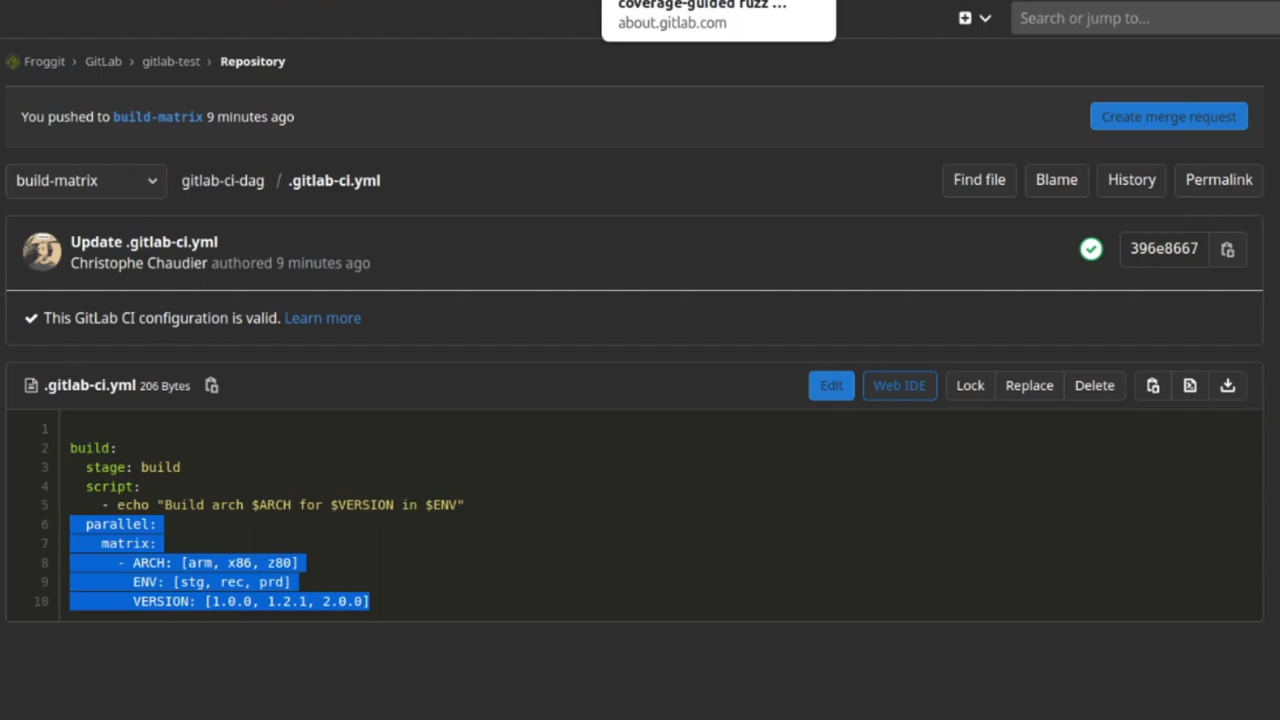 coverage-guided fuzz ...
about.gitlab.com
Search or jump to...
Froggit › GitLab › gitlab-test › Repository
You pushed to build-matrix 9 minutes ago
Create merge request
build-matrix
gitlab-ci-dag / .gitlab-ci.yml
Find file
Blame
History
Permalink
Update .gitlab-ci.yml
Christophe Chaudier authored 9 minutes ago
396e8667
This GitLab CI configuration is valid. Learn more
.gitlab-ci.yml 206 Bytes
Edit
Web IDE
Lock
Replace
Delete
1
2 build:
3   stage: build
4   script:
5     - echo "Build arch $ARCH for $VERSION in $ENV"
6   parallel:
7     matrix:
8       - ARCH: [arm, x86, z80]
9         ENV: [stg, rec, prd]
10         VERSION: [1.0.0, 1.2.1, 2.0.0]